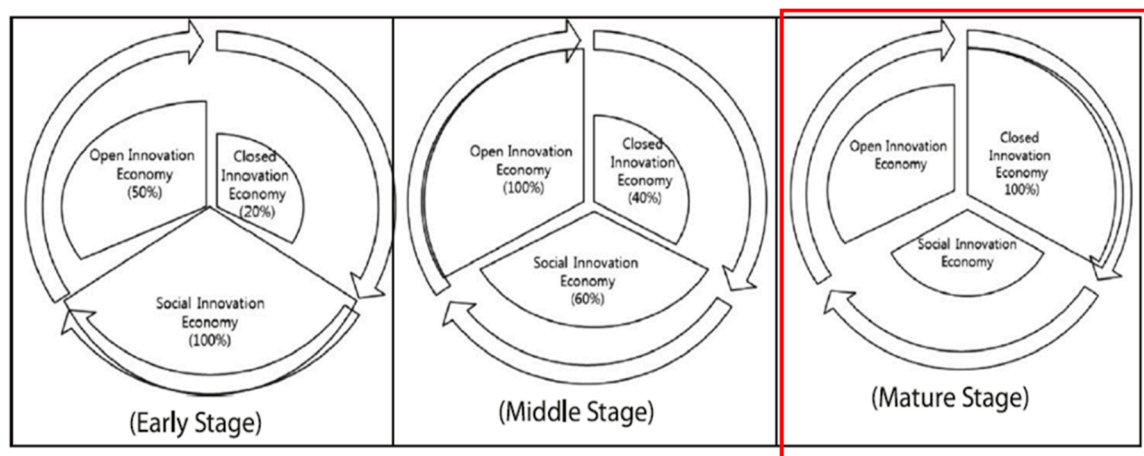 Open Innovation
Economy
(50%)
Closed
Innovation
Economy
(20%)
Social Innovation
Economy
(100%)
(Early Stage)
Open Innovation
Economy
(100%)
Closed
Innovation
Economy
(40%)
Social Innovation
Economy
(60%)
(Middle Stage)
Open Innovation
Economy
Closed
Innovation
Economy
100%)
Social Innovation
Economy
(Mature Stage)